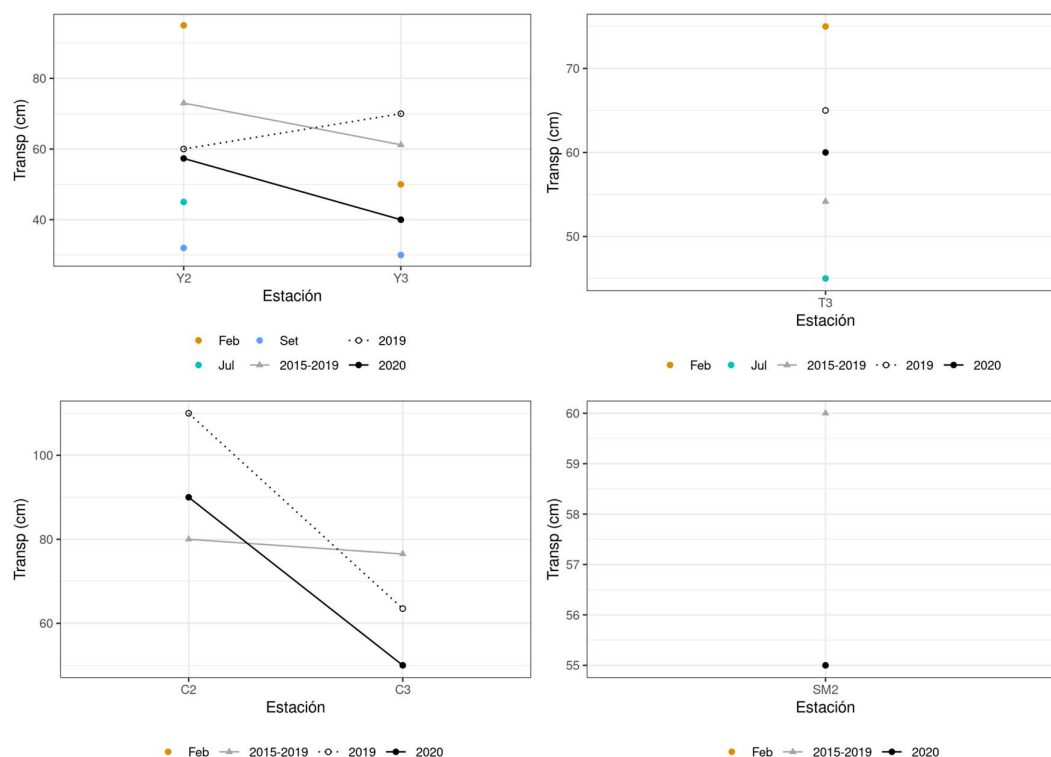 Transp (cm)
80
60
40
Y2 Y3
Estación
Feb Set 2019
Jul 2015-2019 2020
Transp (cm)
70
60
50
T3
Estación
Feb Jul 2015-2019 2019 2020
Transp (cm)
100
80
60
C2 C3
Estación
Feb 2015-2019 2019 2020
Transp (cm)
60
59
58
57
56
55
SM2
Estación
Feb 2015-2019 2020